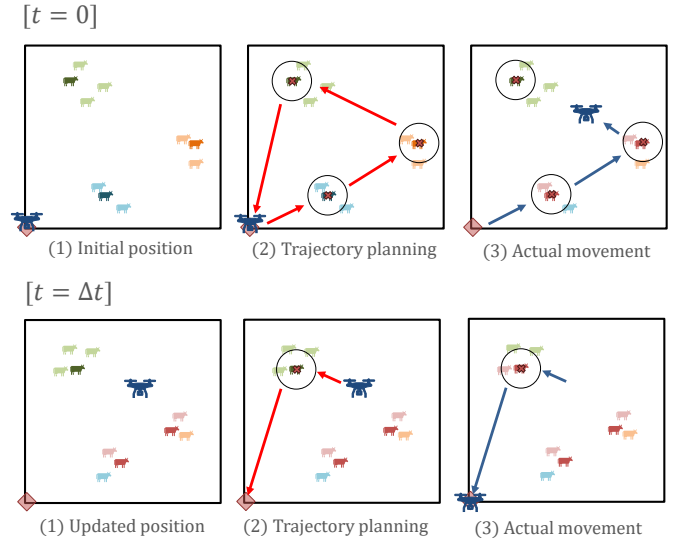 [t = 0]
(1) Initial position
(2) Trajectory planning
(3) Actual movement
[t = Δt]
(1) Updated position
(2) Trajectory planning
(3) Actual movement